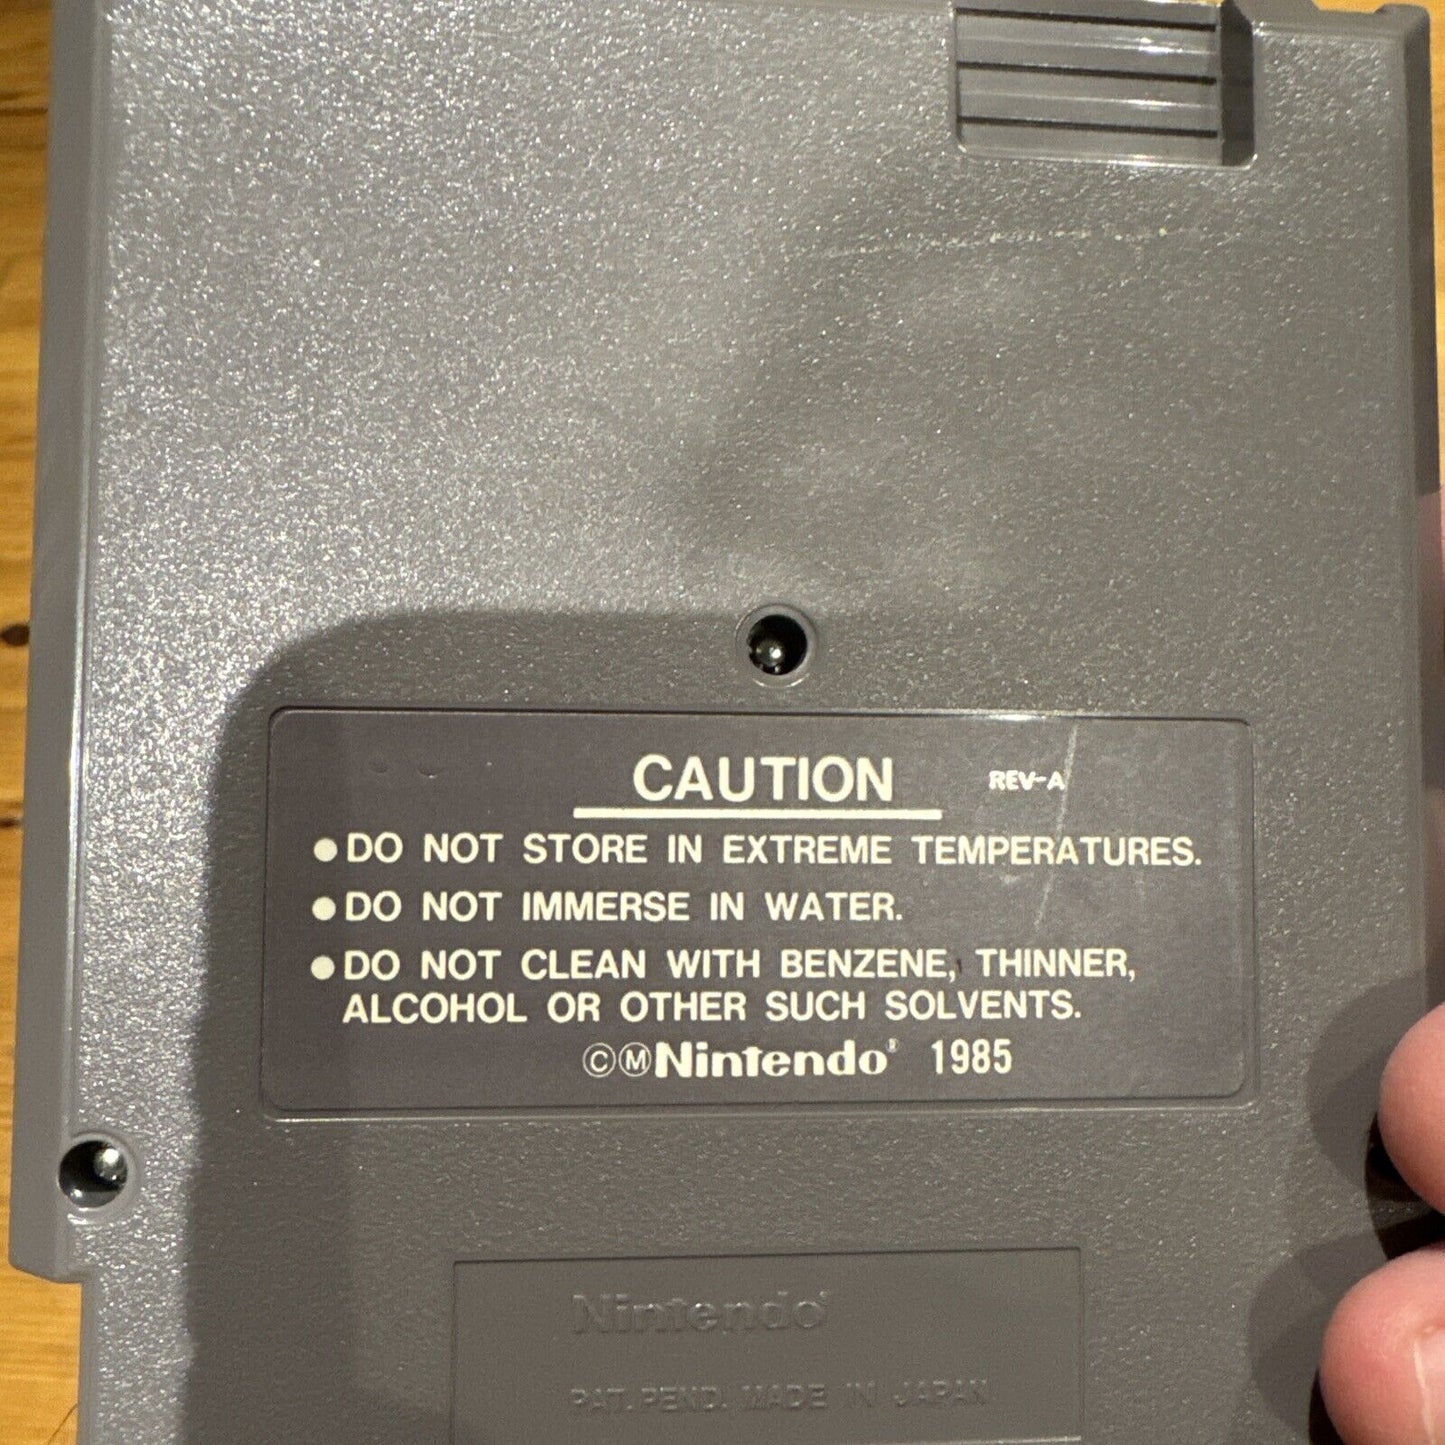 CAUTION REV-A
●DO NOT STORE IN EXTREME TEMPERATURES.
●DO NOT IMMERSE IN WATER.
●DO NOT CLEAN WITH BENZENE, THINNER,
ALCOHOL OR OTHER SUCH SOLVENTS.
©ⓂNintendo® 1985
Nintendo®
PAT. PEND. MADE IN JAPAN